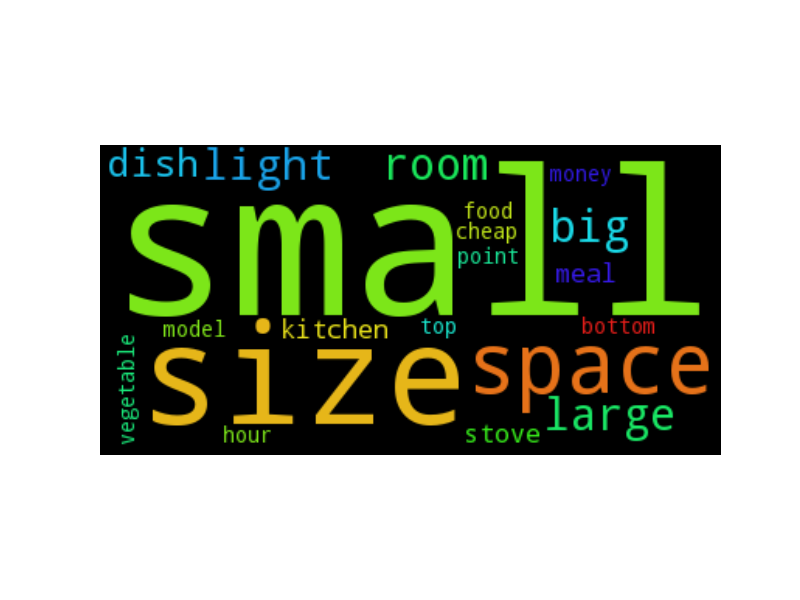 dish light room
money
small
food
cheap
big
point
meal
model kitchen top bottom
vegetable
size space
large
hour stove